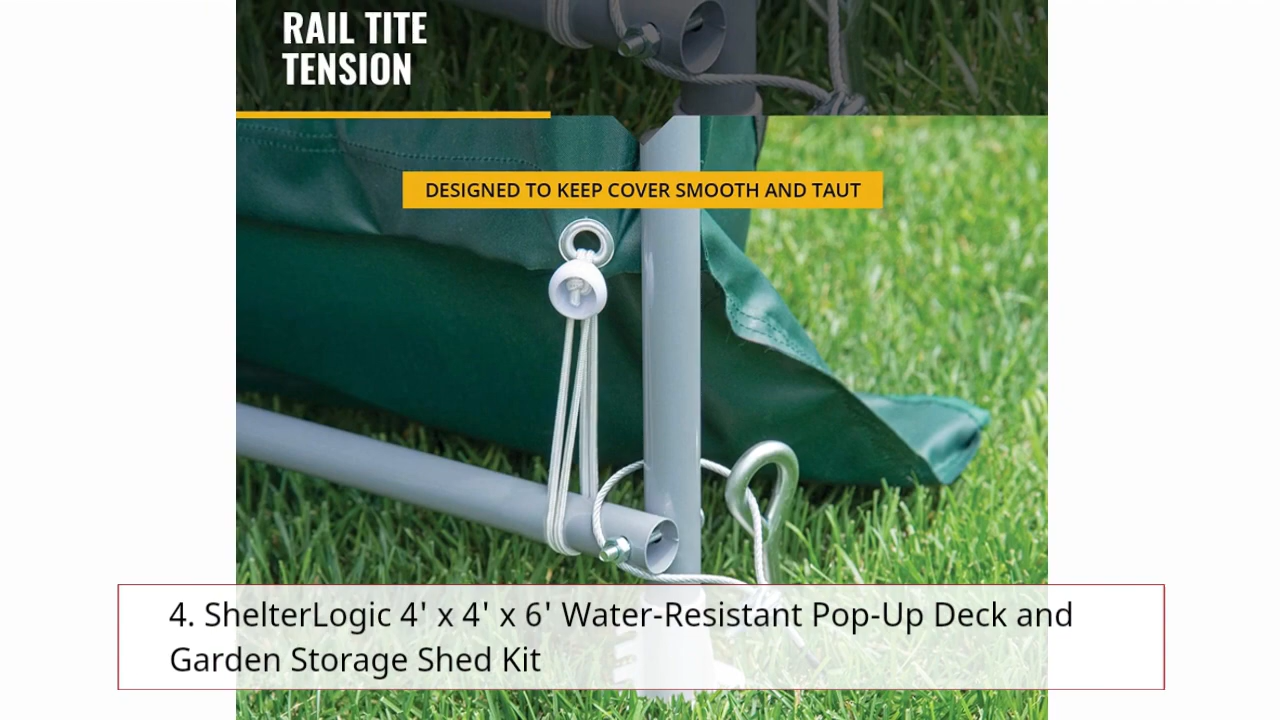 RAIL TITE
TENSION
DESIGNED TO KEEP COVER SMOOTH AND TAUT
4. ShelterLogic 4' x 4' x 6' Water-Resistant Pop-Up Deck and
Garden Storage Shed Kit